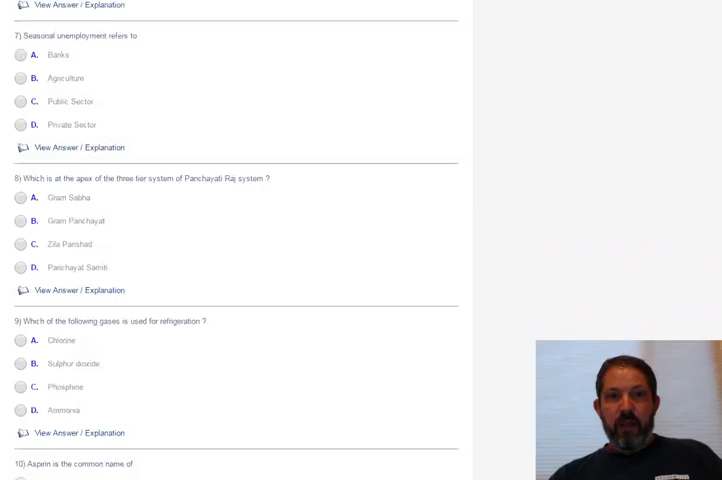 View Answer / Explanation
7) Seasonal unemployment refers to
A. Banks
B. Agriculture
C. Public Sector
D. Private Sector
View Answer / Explanation
8) Which is at the apex of the three tier system of Panchayati Raj system ?
A. Gram Sabha
B. Gram Panchayat
C. Zila Parishad
D. Panchayat Samiti
View Answer / Explanation
9) Which of the following gases is used for refrigeration ?
A. Chlorine
B. Sulphur dioxide
C. Phosphine
D. Ammonia
View Answer / Explanation
10) Aspirin is the common name of